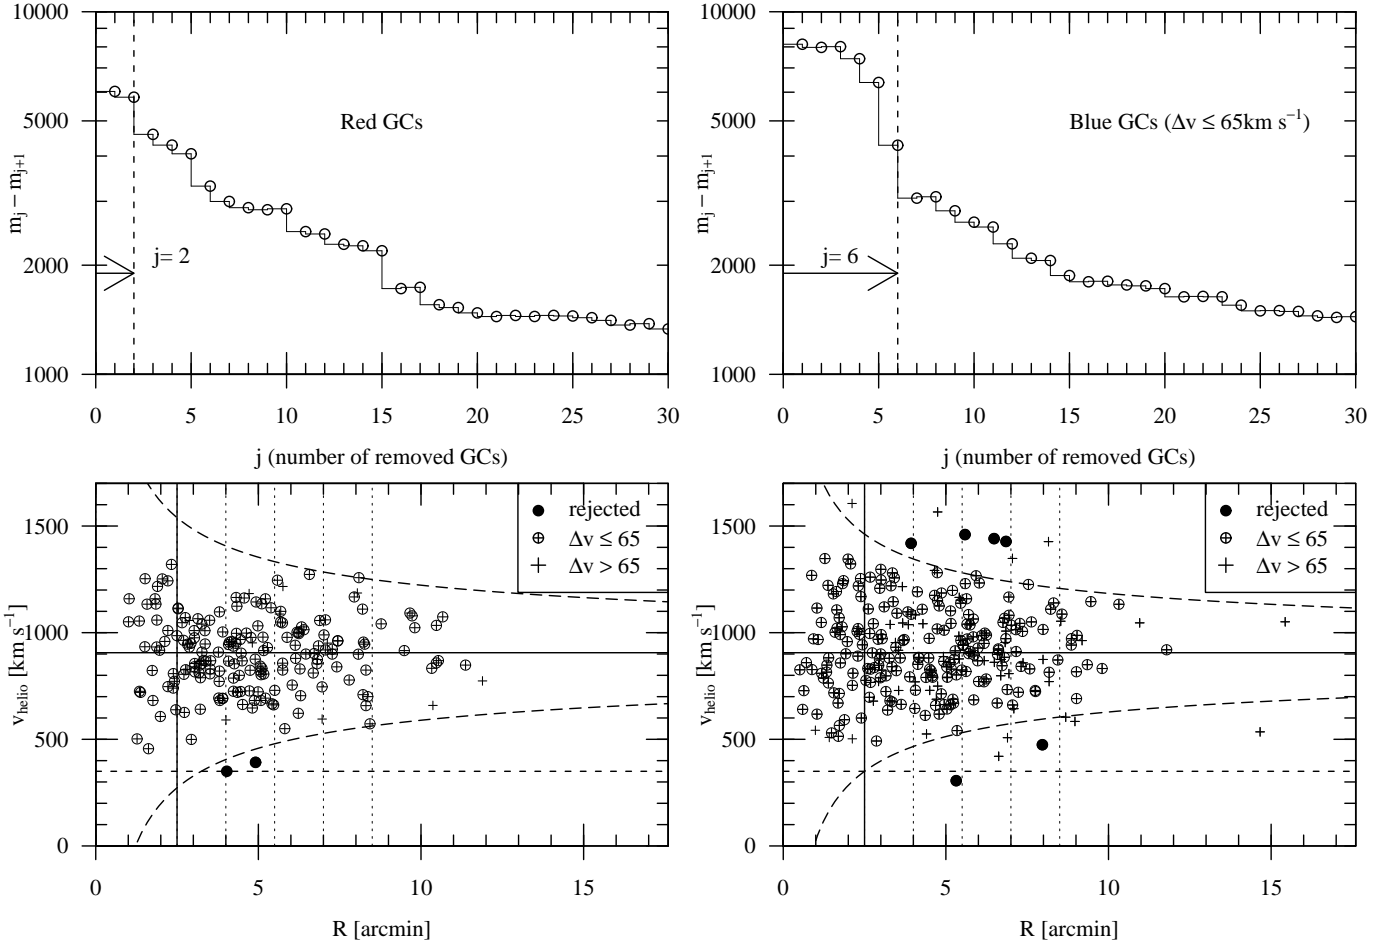 10000
5000
2000
1000
m_j − m_{j+1}
Red GCs
j= 2
0 5 10 15 20 25 30
j (number of removed GCs)
10000
5000
2000
1000
m_j − m_{j+1}
Blue GCs (Δv ≤ 65km s⁻¹)
j= 6
0 5 10 15 20 25 30
j (number of removed GCs)
1500
1000
500
0
v_helio [km s⁻¹]
rejected
Δv ≤ 65
Δv > 65
0 5 10 15
R [arcmin]
1500
1000
500
0
v_helio [km s⁻¹]
rejected
Δv ≤ 65
Δv > 65
0 5 10 15
R [arcmin]